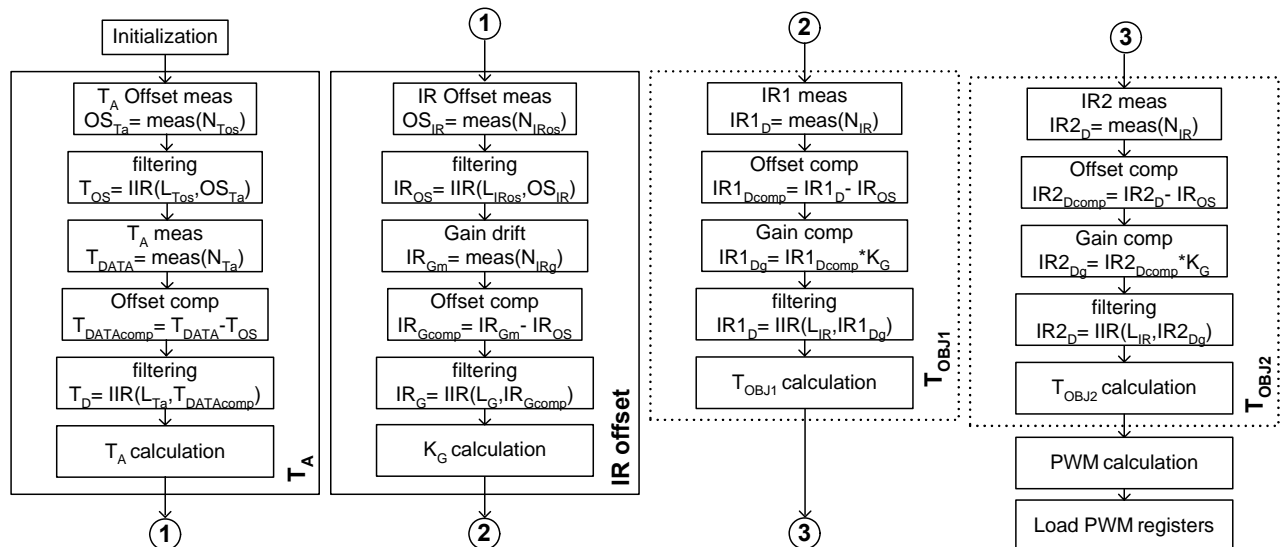 Initialization
T_A Offset meas
OS_Ta= meas(N_Tos)
filtering
T_OS= IIR(L_Tos,OS_Ta)
T_A meas
T_DATA= meas(N_Ta)
Offset comp
T_DATAcomp= T_DATA-T_OS
filtering
T_D= IIR(L_Ta,T_DATAcomp)
T_A calculation
T_A
1
1
IR Offset meas
OS_IR= meas(N_IRos)
filtering
IR_OS= IIR(L_IRos,OS_IR)
Gain drift
IR_Gm= meas(N_IRg)
Offset comp
IR_Gcomp= IR_Gm- IR_OS
filtering
IR_G= IIR(L_G,IR_Gcomp)
K_G calculation
IR offset
2
2
IR1 meas
IR1_D= meas(N_IR)
Offset comp
IR1_Dcomp= IR1_D- IR_OS
Gain comp
IR1_Dg= IR1_Dcomp*K_G
filtering
IR1_D= IIR(L_IR,IR1_Dg)
T_OBJ1 calculation
T_OBJ1
3
3
IR2 meas
IR2_D= meas(N_IR)
Offset comp
IR2_Dcomp= IR2_D- IR_OS
Gain comp
IR2_Dg= IR2_Dcomp*K_G
filtering
IR2_D= IIR(L_IR,IR2_Dg)
T_OBJ2 calculation
T_OBJ2
PWM calculation
Load PWM registers